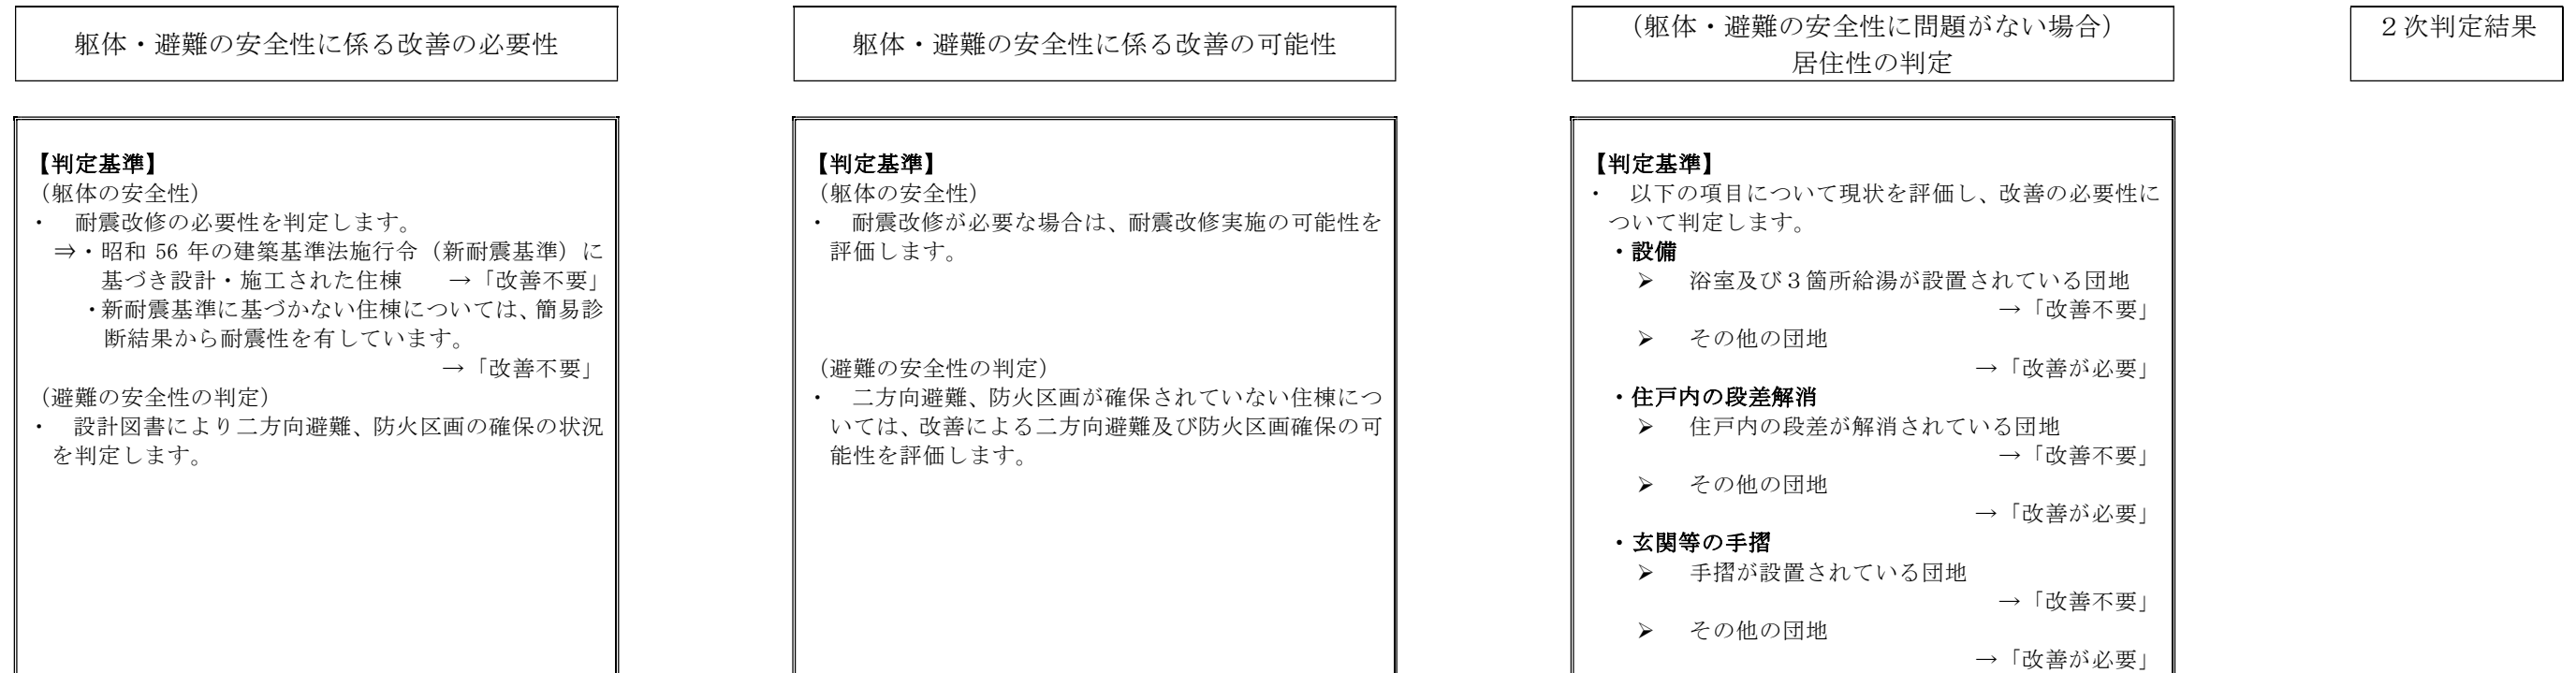 躯体・避難の安全性に係る改善の必要性
躯体・避難の安全性に係る改善の可能性
（躯体・避難の安全性に問題がない場合）
居住性の判定
２次判定結果
【判定基準】
（躯体の安全性）
・　耐震改修の必要性を判定します。
⇒・昭和 56 年の建築基準法施行令（新耐震基準）に
基づき設計・施工された住棟　→「改善不要」
・新耐震基準に基づかない住棟については、簡易診
断結果から耐震性を有しています。
→「改善不要」
（避難の安全性の判定）
・　設計図書により二方向避難、防火区画の確保の状況
を判定します。
【判定基準】
（躯体の安全性）
・　耐震改修が必要な場合は、耐震改修実施の可能性を
評価します。
（避難の安全性の判定）
・　二方向避難、防火区画が確保されていない住棟につ
いては、改善による二方向避難及び防火区画確保の可
能性を評価します。
【判定基準】
・　以下の項目について現状を評価し、改善の必要性に
ついて判定します。
・設備
➢　浴室及び３箇所給湯が設置されている団地
→「改善不要」
➢　その他の団地
→「改善が必要」
・住戸内の段差解消
➢　住戸内の段差が解消されている団地
→「改善不要」
➢　その他の団地
→「改善が必要」
・玄関等の手摺
➢　手摺が設置されている団地
→「改善不要」
➢　その他の団地
→「改善が必要」